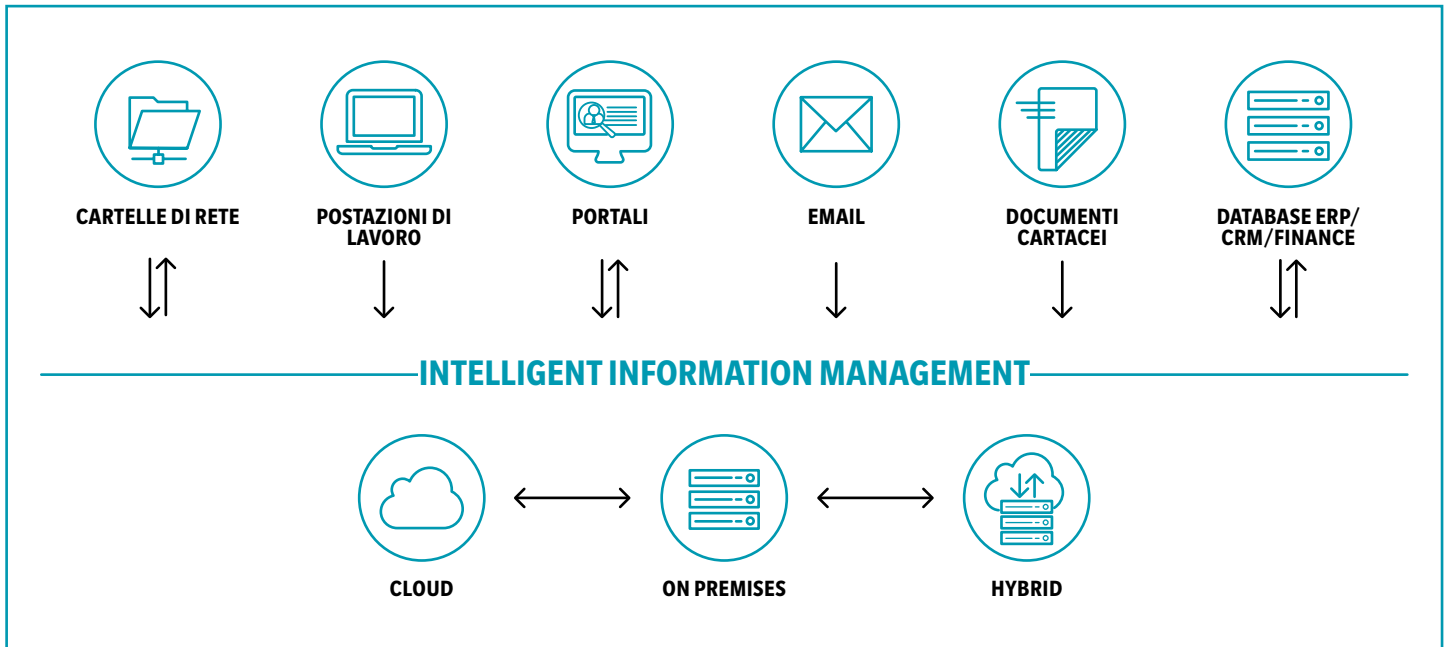 CARTELLE DI RETE
POSTAZIONI DI
LAVORO
PORTALI
EMAIL
DOCUMENTI
CARTACEI
DATABASE ERP/
CRM/FINANCE
INTELLIGENT INFORMATION MANAGEMENT
CLOUD
ON PREMISES
HYBRID